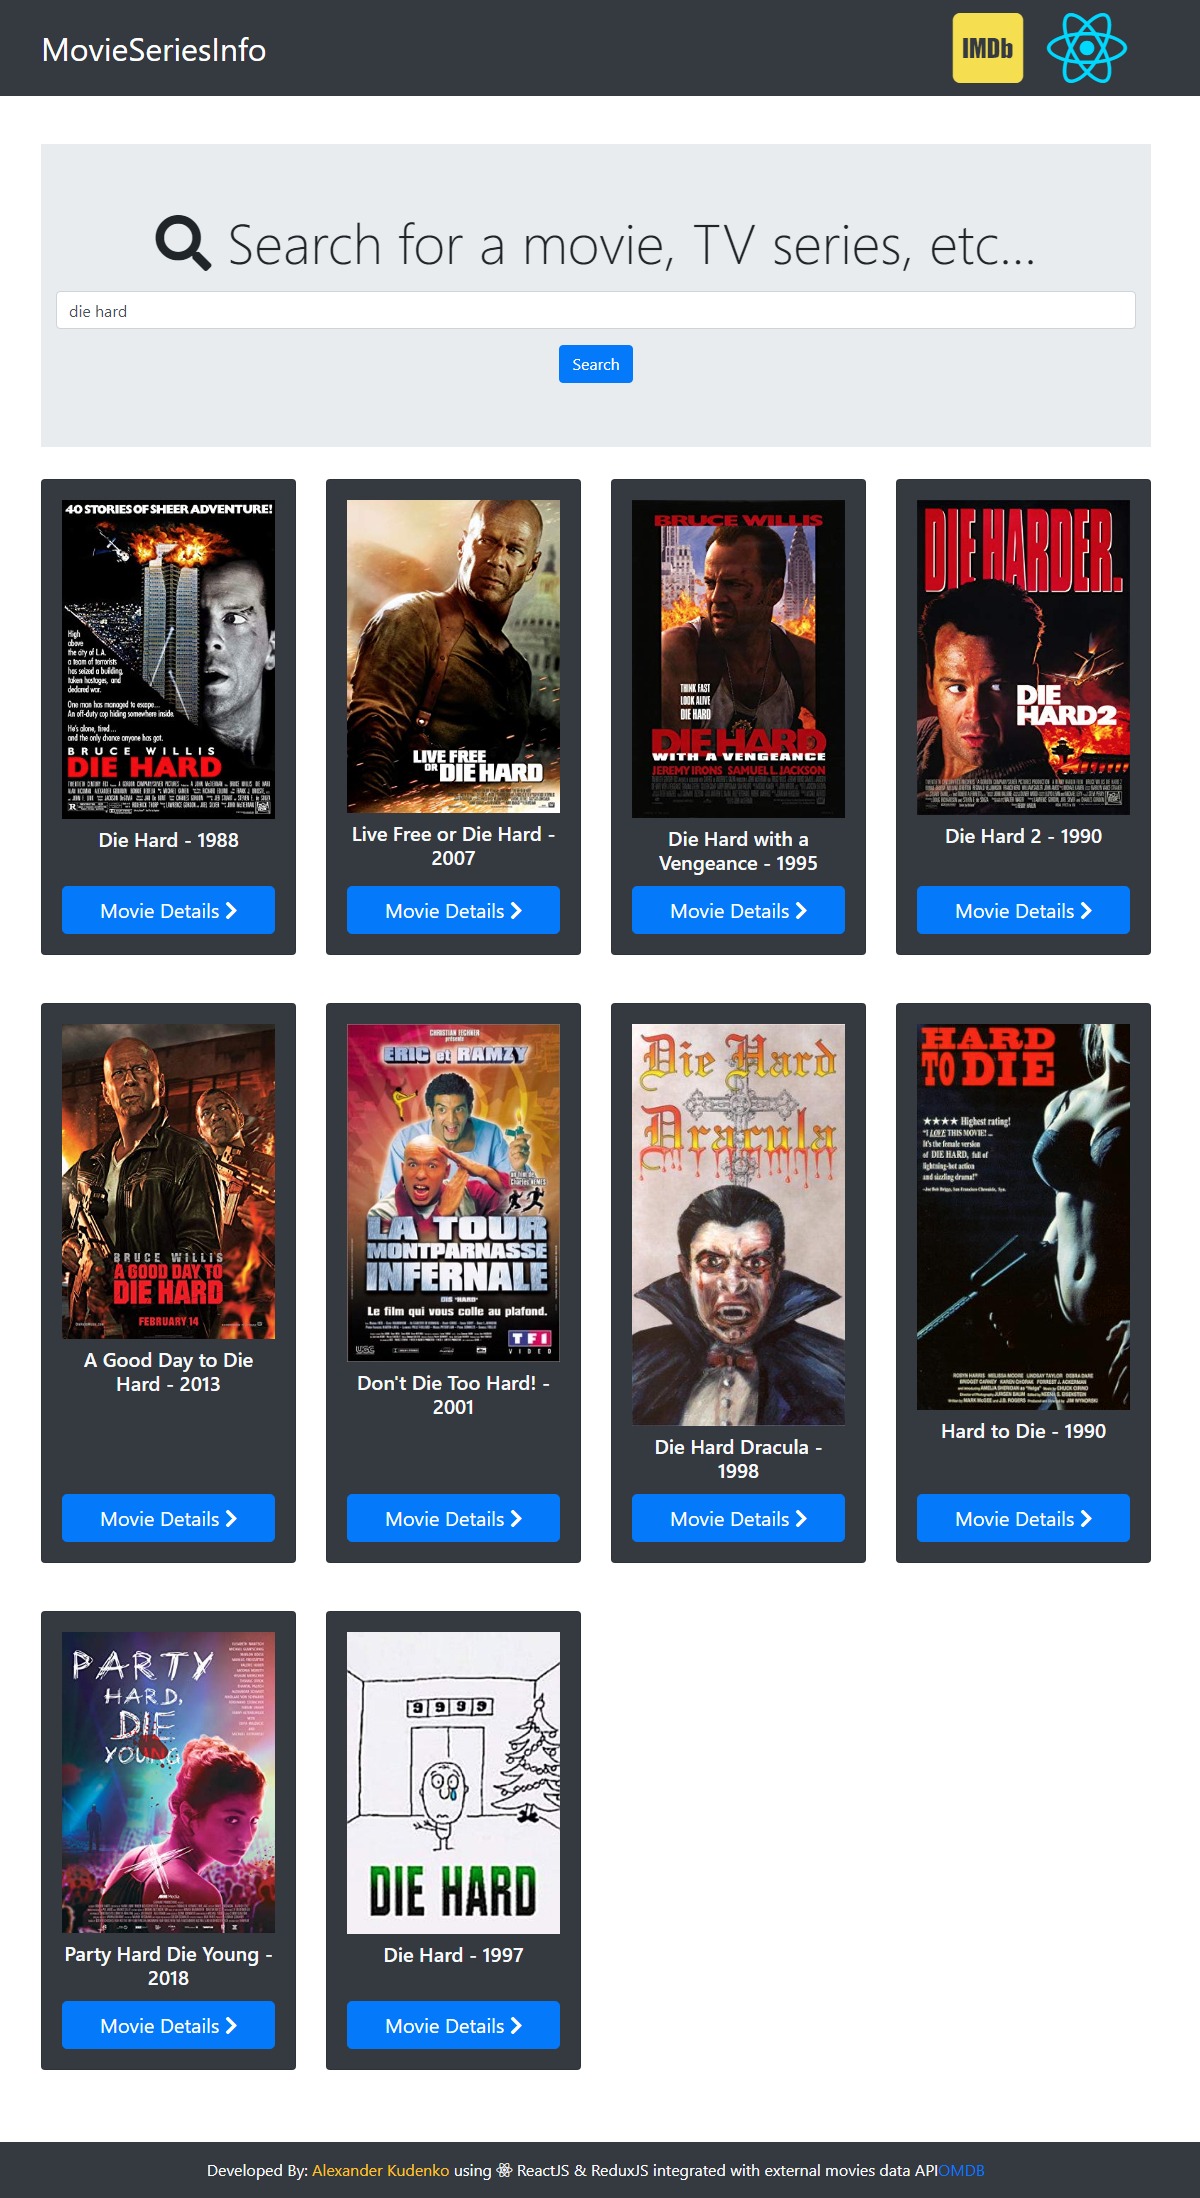 MovieSeriesInfo
IMDb
Search for a movie, TV series, etc...
die hard
Search
40 STORIES OF SHEER ADVENTURE!
High
above
the city of L.A.
a team of terrorists
has seized a building,
taken hostages, and
declared war.
One man has managed to escape...
An off-duty cop hiding somewhere inside.
He's alone, tired...
and the only chance anyone has got.
BRUCE WILLIS
DIE HARD
Die Hard - 1988
Movie Details
LIVE FREE
OR DIE HARD
Live Free or Die Hard -
2007
Movie Details
BRUCE WILLIS
THINK FAST
LOOK ALIVE
DIE HARD
DIE HARD
WITH A VENGEANCE
JEREMY IRONS SAMUEL L. JACKSON
Die Hard with a
Vengeance - 1995
Movie Details
DIE HARDER.
DIE
HARD2
Die Hard 2 - 1990
Movie Details
BRUCE WILLIS
A GOOD DAY TO
DIE HARD
FEBRUARY 14
A Good Day to Die
Hard - 2013
Movie Details
CHRISTIAN FECHNER
présente
ERIC et RAMZY
un film de
Charles NEMES
LA TOUR
MONTPARNASSE
INFERNALE
Le film qui vous colle au plafond.
TF1
VIDEO
Don't Die Too Hard! -
2001
Movie Details
Die Hard
Dracula
Die Hard Dracula -
1998
Movie Details
HARD
TO DIE
★★★★ Highest rating!
"I LOVE THIS MOVIE! ...
It's the female version
of DIE HARD, full of
lightning-hot action
and sizzling drama!"
Hard to Die - 1990
Movie Details
PARTY
HARD,
DIE
YOUNG
Party Hard Die Young -
2018
Movie Details
9999
DIE HARD
Die Hard - 1997
Movie Details
Developed By: Alexander Kudenko using ReactJS & ReduxJS integrated with external movies data APIOMDB